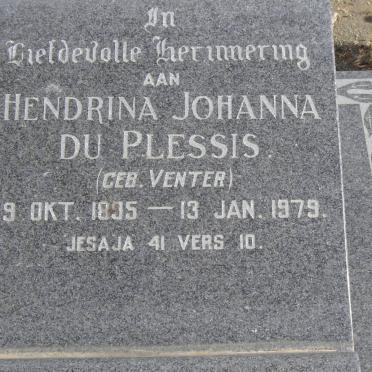 In
Liefdevolle Herinnering
AAN
HENDRINA JOHANNA
DU PLESSIS.
(GEB. VENTER)
9 OKT. 1895 — 13 JAN. 1979.
JESAJA 41 VERS 10.